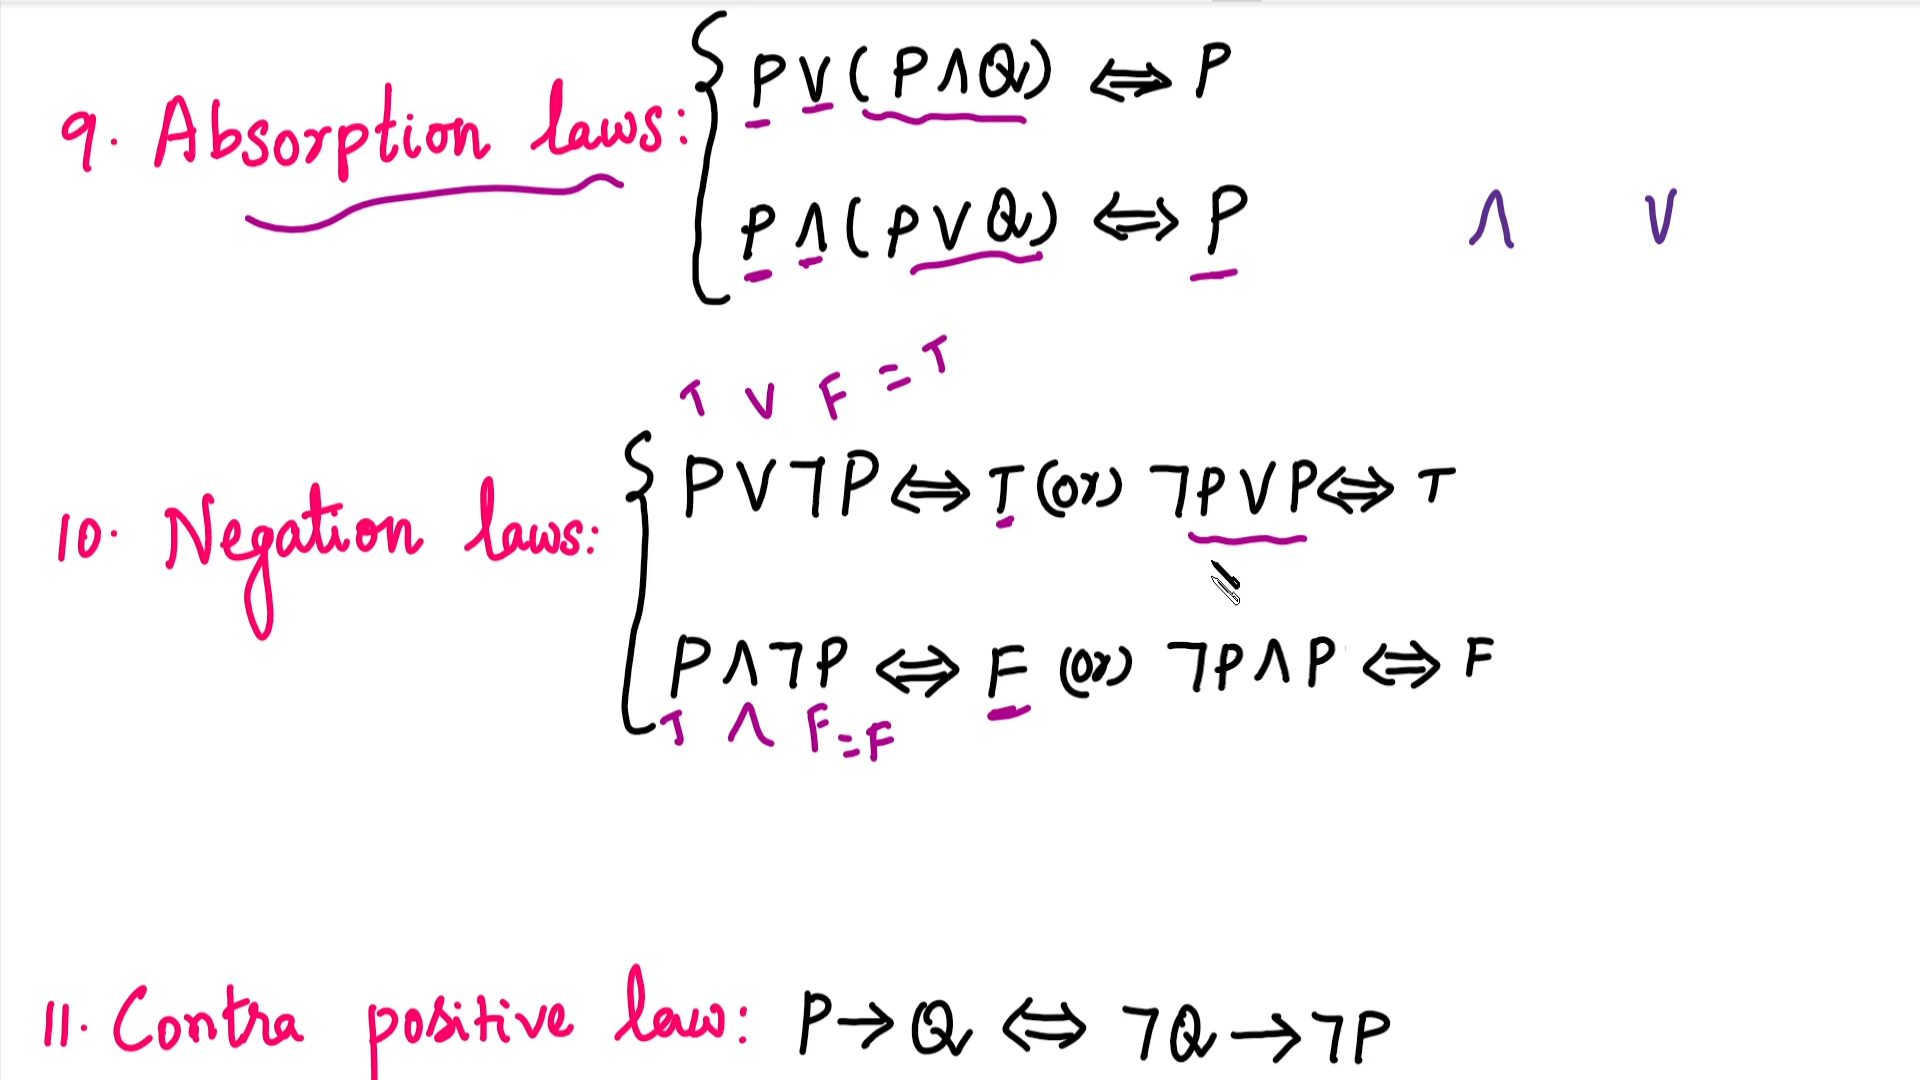 P∨(P∧Q) ⇔ P
9. Absorption laws:
P∧(P∨Q) ⇔ P ∧ ∨
T ∨ F = T
P∨¬P ⇔ T (or) ¬P∨P ⇔ T
10. Negation laws:
P∧¬P ⇔ F (or) ¬P∧P ⇔ F
T ∧ F = F
11. Contra positive law: P→Q ⇔ ¬Q→¬P